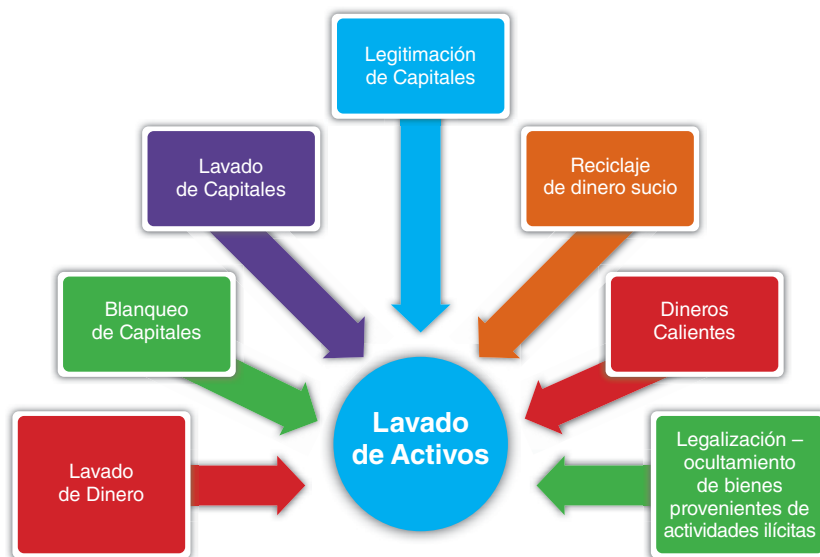 Legitimación
de Capitales
Lavado
de Capitales
Reciclaje
de dinero sucio
Blanqueo
de Capitales
Dineros
Calientes
Lavado
de Activos
Lavado
de Dinero
Legalización –
ocultamiento
de bienes
provenientes de
actividades ilícitas